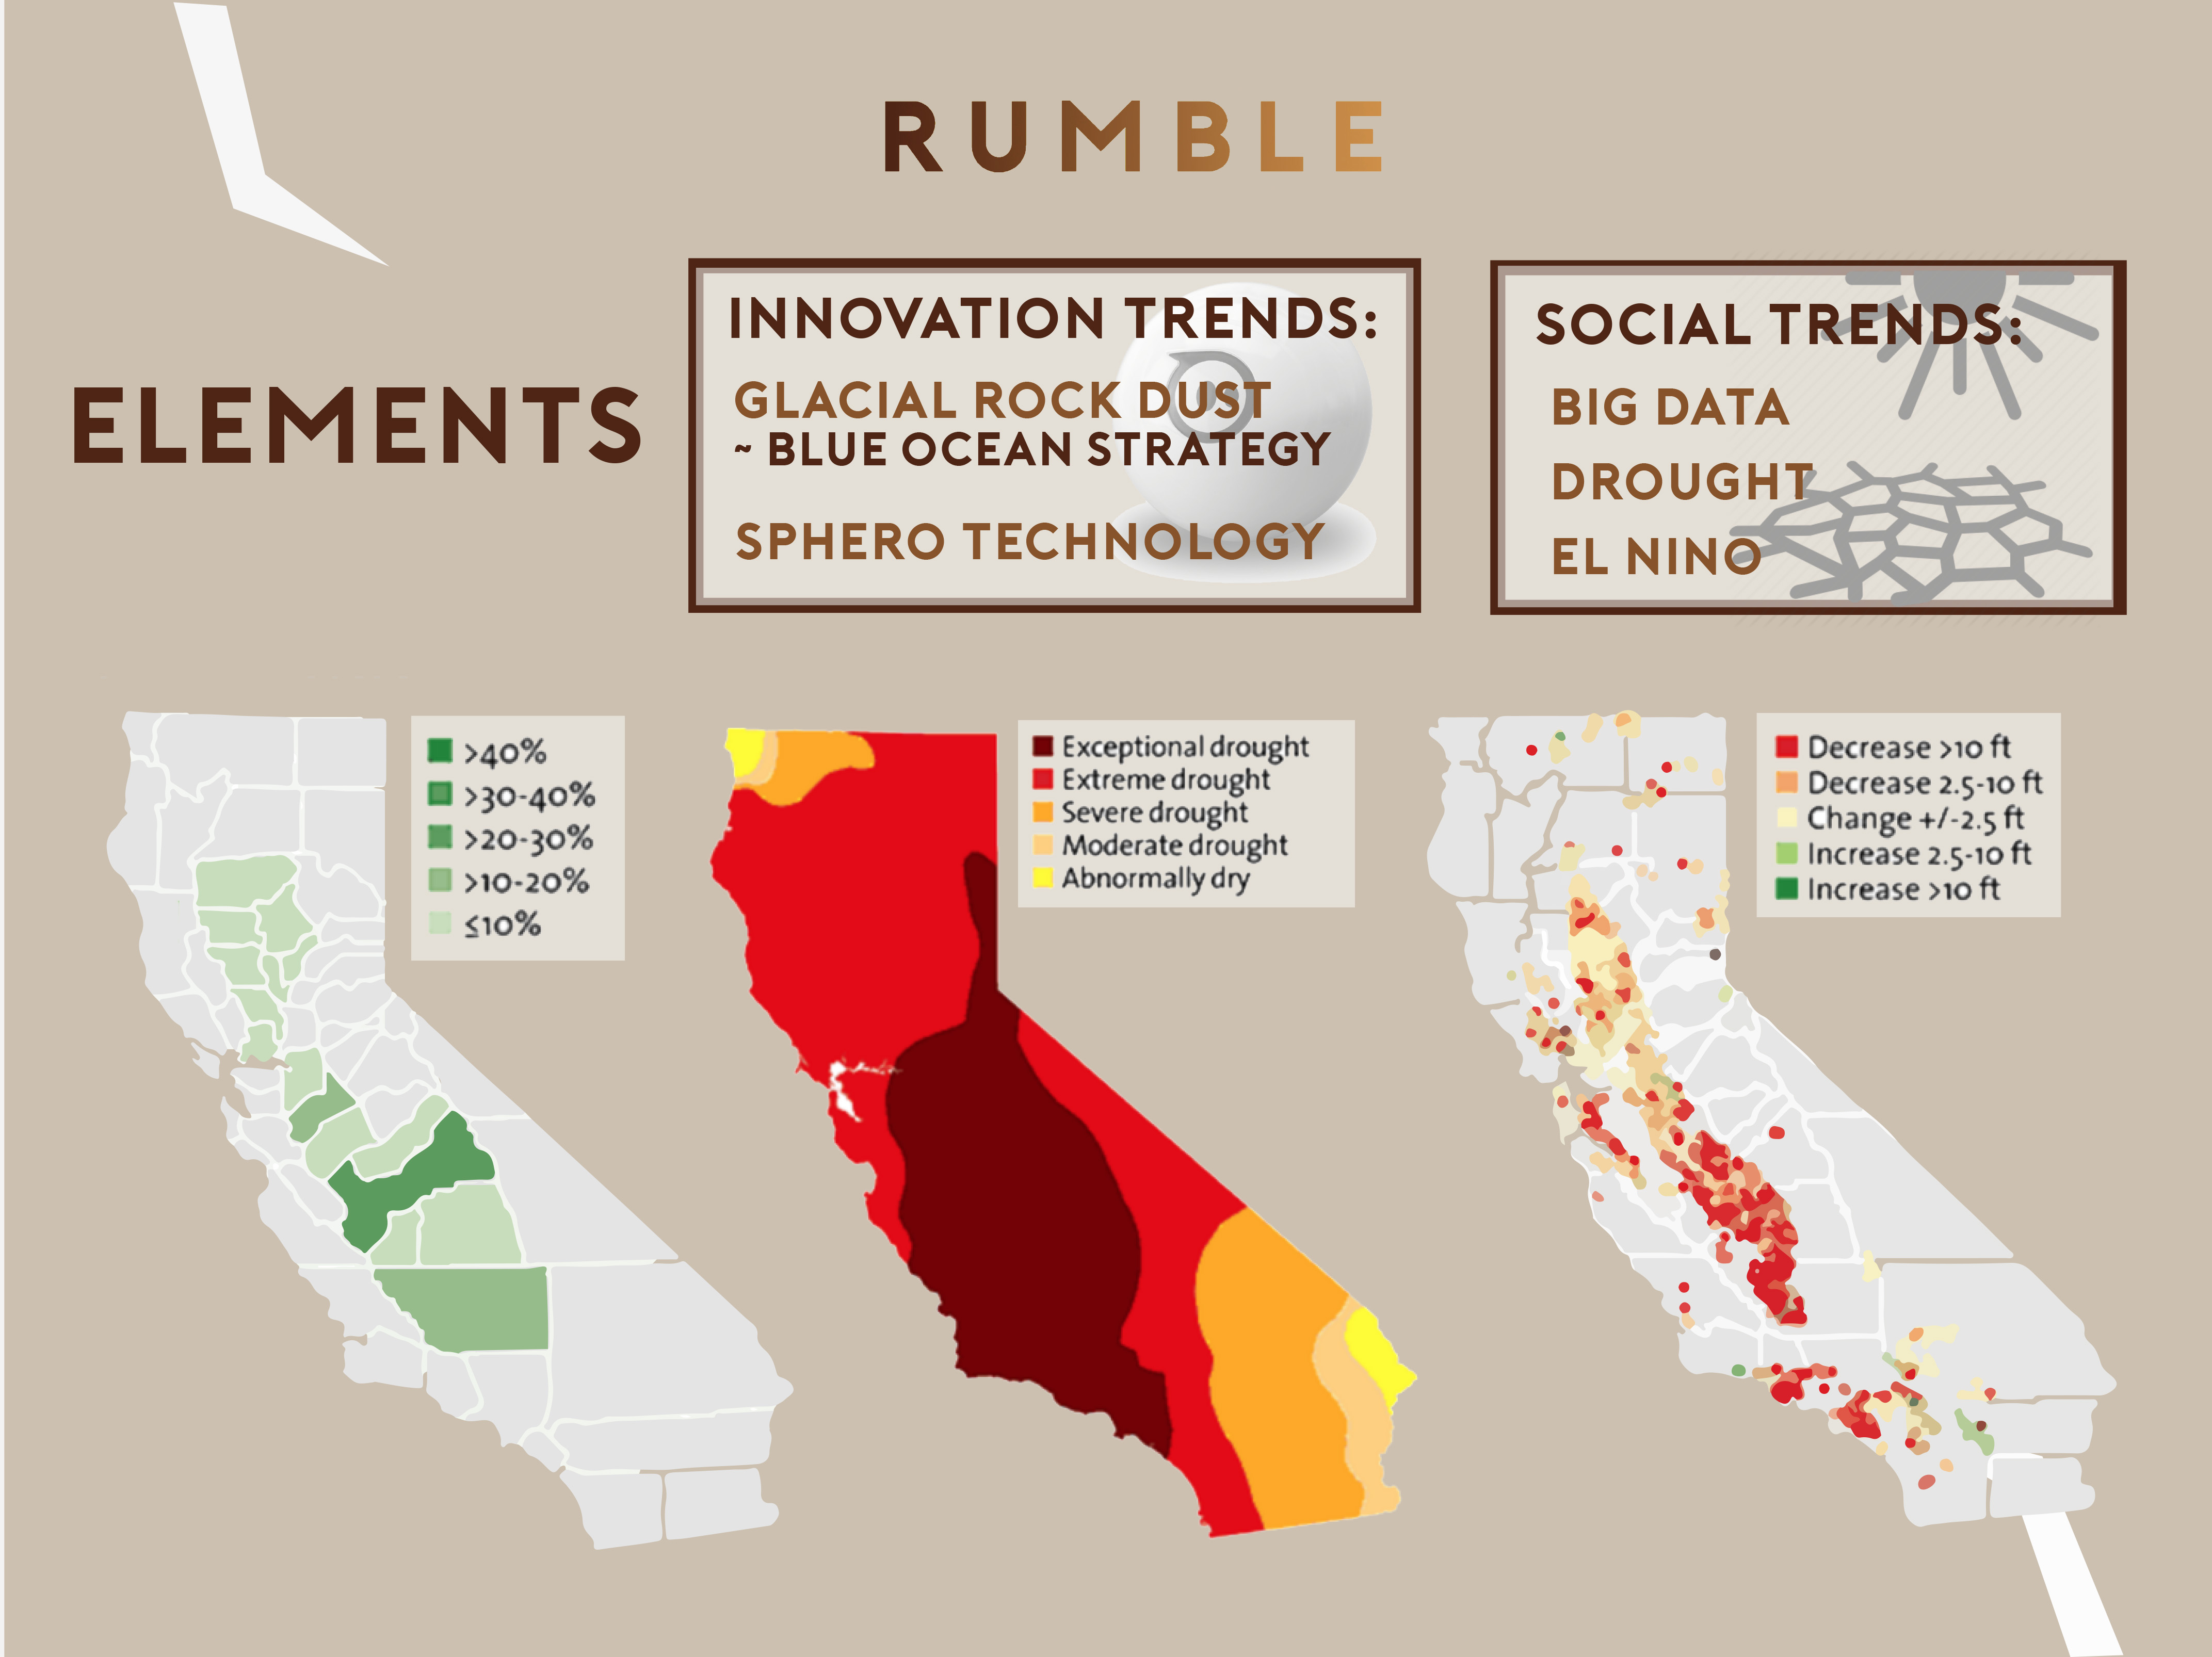 RUMBLE
ELEMENTS
INNOVATION TRENDS:
GLACIAL ROCK DUST
~ BLUE OCEAN STRATEGY
SPHERO TECHNOLOGY
SOCIAL TRENDS:
BIG DATA
DROUGHT
EL NINO
>40%
>30-40%
>20-30%
>10-20%
≤10%
Exceptional drought
Extreme drought
Severe drought
Moderate drought
Abnormally dry
Decrease >10 ft
Decrease 2.5-10 ft
Change +/-2.5 ft
Increase 2.5-10 ft
Increase >10 ft